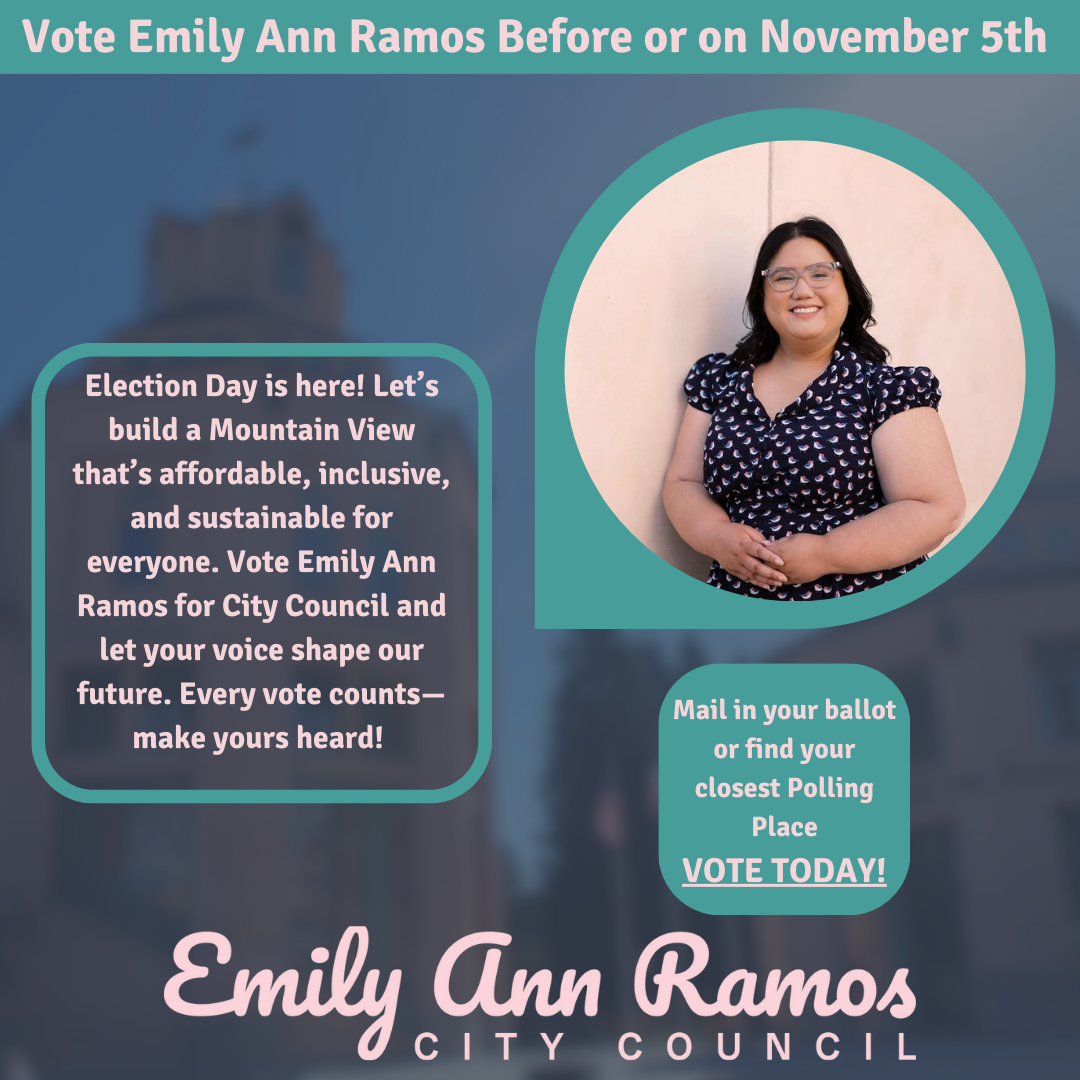 Vote Emily Ann Ramos Before or on November 5th
Election Day is here! Let’s
build a Mountain View
that’s affordable, inclusive,
and sustainable for
everyone. Vote Emily Ann
Ramos for City Council and
let your voice shape our
future. Every vote counts—
make yours heard!
Mail in your ballot
or find your
closest Polling
Place
VOTE TODAY!
Emily Ann Ramos
CITY COUNCIL